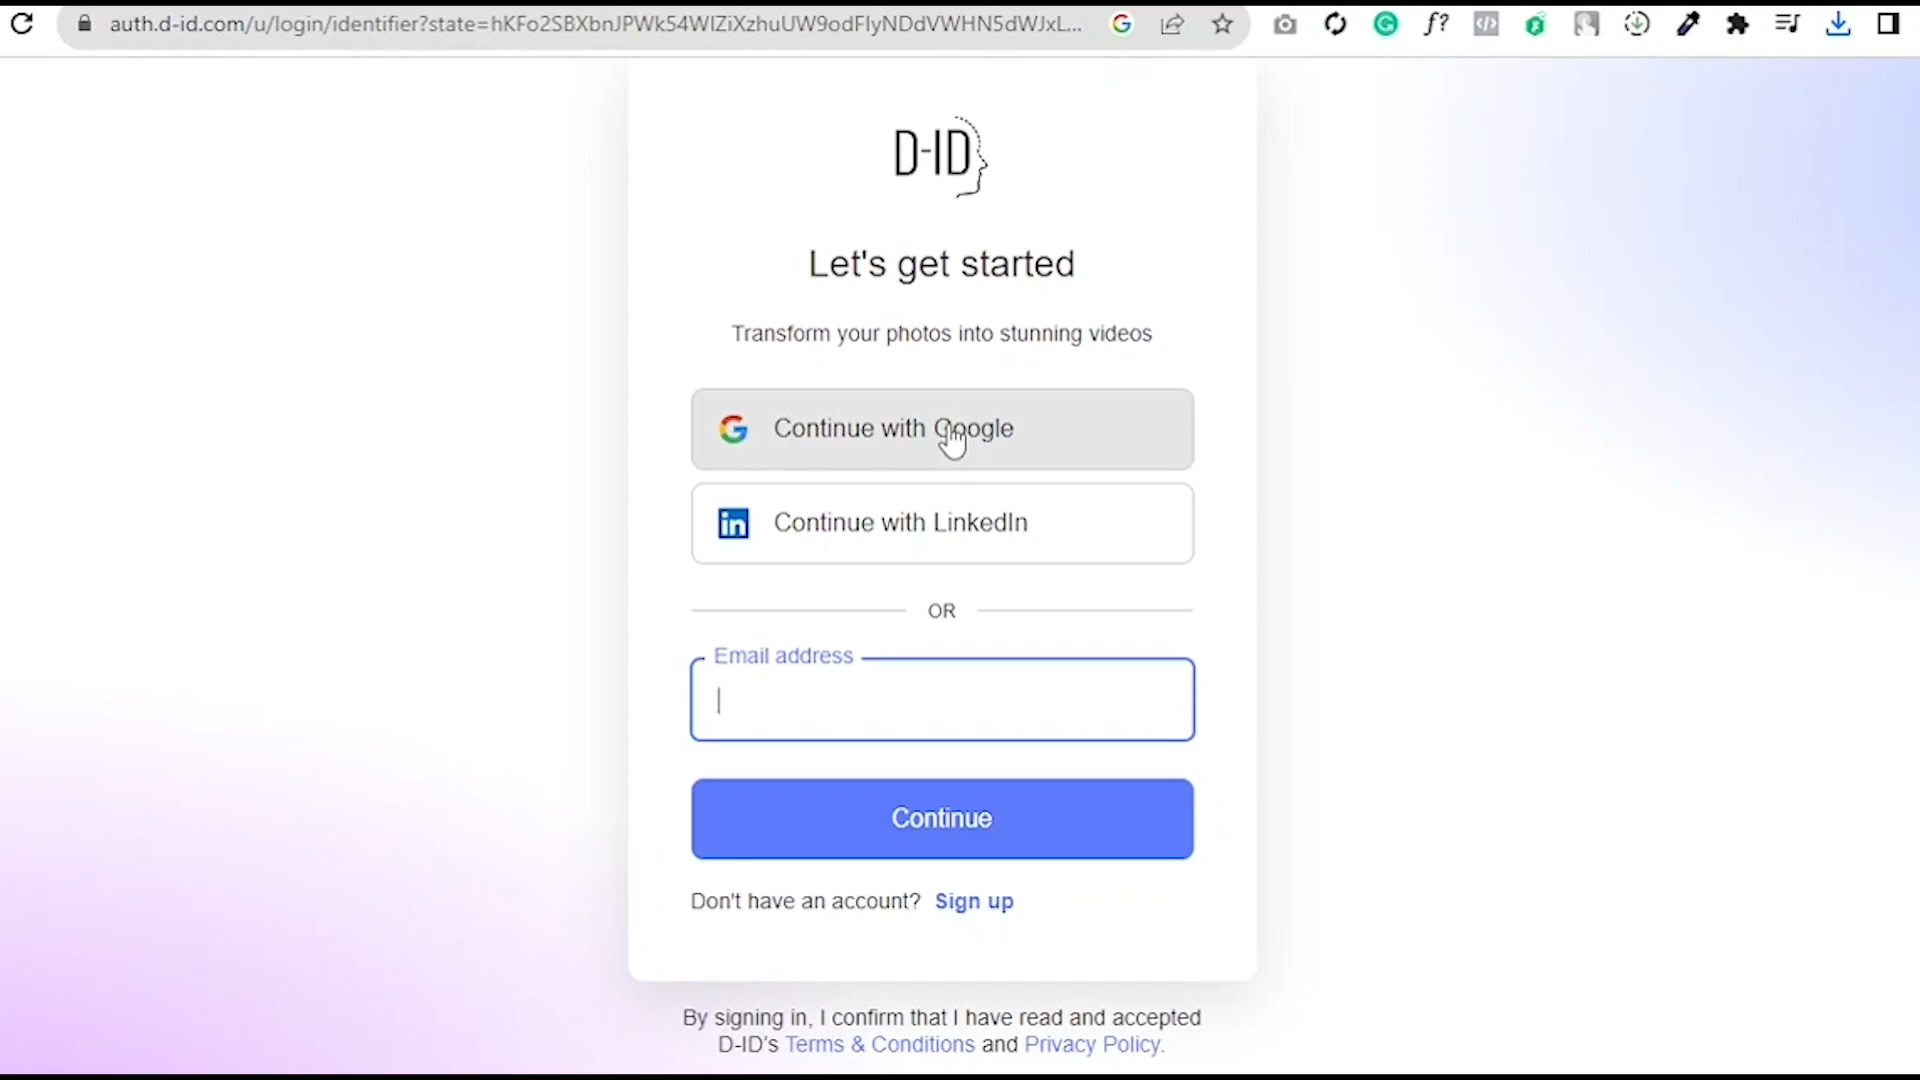 auth.d-id.com/u/login/identifier?state=hKFo2SBXbnJPWk54WlZiXzhuUW9odFlyNDdVWHN5dWJxL...
D-ID
Let's get started
Transform your photos into stunning videos
Continue with Google
Continue with LinkedIn
OR
Email address
Continue
Don't have an account? Sign up
By signing in, I confirm that I have read and accepted
D-ID's Terms & Conditions and Privacy Policy.